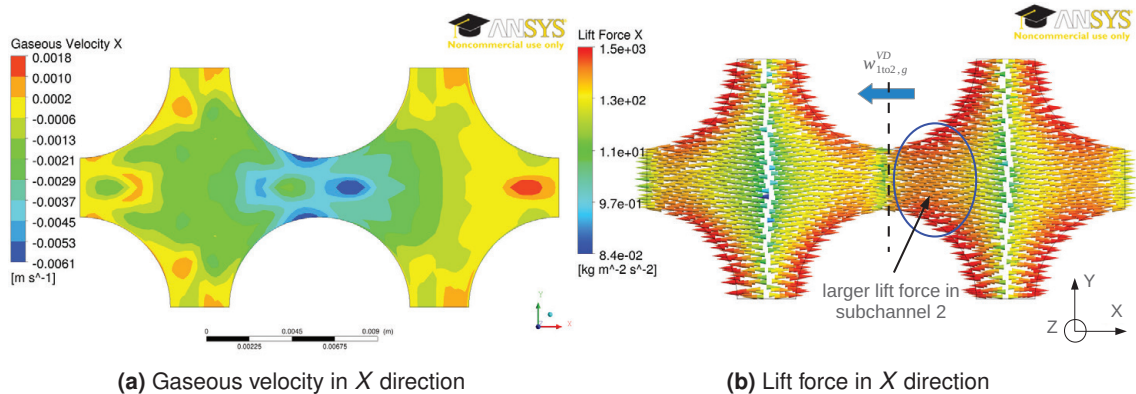 ANSYS
Noncommercial use only
Gaseous Velocity X
0.0018
0.0010
0.0002
-0.0006
-0.0013
-0.0021
-0.0029
-0.0037
-0.0045
-0.0053
-0.0061
[m s^-1]
0 0.0045 0.009 (m)
0.00225 0.00675
Y
X
Z
(a) Gaseous velocity in X direction
ANSYS
Noncommercial use only
Lift Force X
1.5e+03
1.3e+02
1.1e+01
9.7e-01
8.4e-02
[kg m^-2 s^-2]
w^{VD}_{1to2,g}
larger lift force in
subchannel 2
Y
X
Z
(b) Lift force in X direction